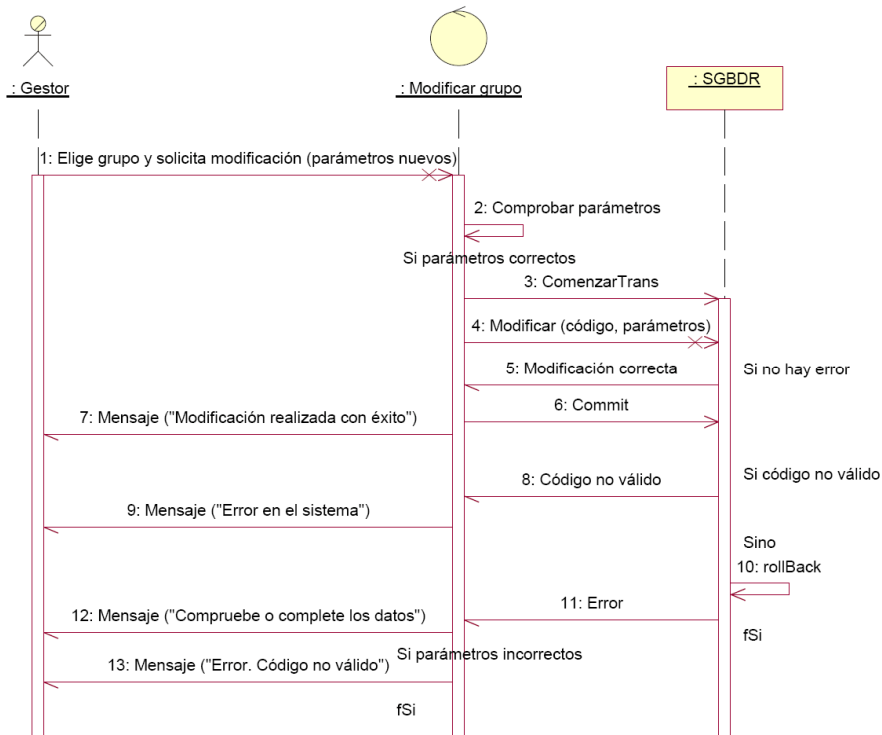 : Gestor
: Modificar grupo
: SGBDR
1: Elige grupo y solicita modificación (parámetros nuevos)
2: Comprobar parámetros
Si parámetros correctos
3: ComenzarTrans
4: Modificar (código, parámetros)
5: Modificación correcta
Si no hay error
6: Commit
7: Mensaje ("Modificación realizada con éxito")
8: Código no válido
Si código no válido
9: Mensaje ("Error en el sistema")
Sino
10: rollBack
11: Error
12: Mensaje ("Compruebe o complete los datos")
fSi
Si parámetros incorrectos
13: Mensaje ("Error. Código no válido")
fSi